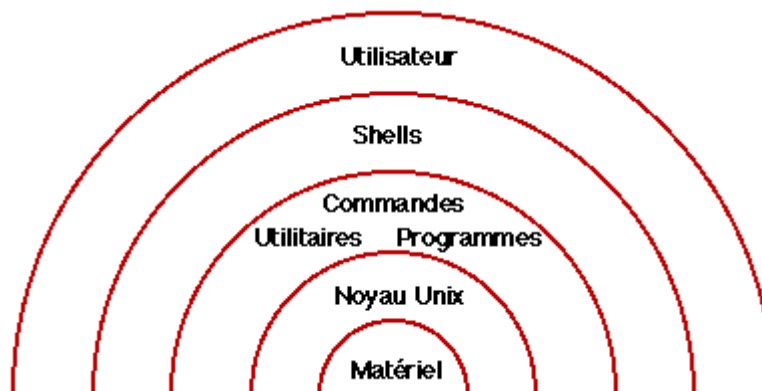 Utilisateur
Shells
Commandes
Utilitaires Programmes
Noyau Unix
Matériel